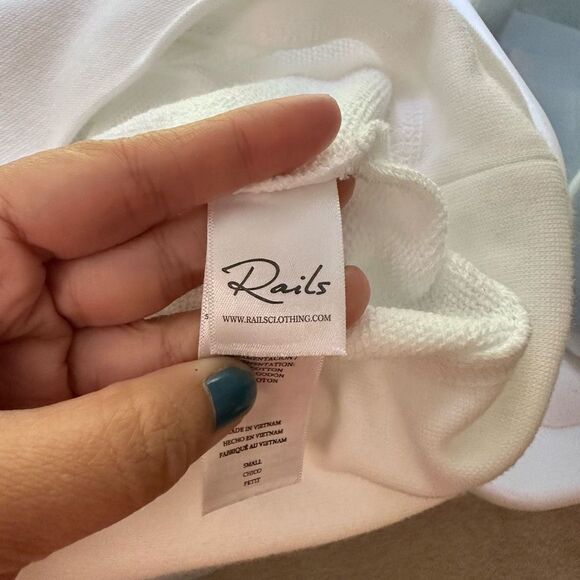 Rails
WWW.RAILSCLOTHING.COM
S
MADE IN VIETNAM
HECHO EN VIETNAM
FABRIQUÉ AU VIETNAM
SMALL
CHICO
PETIT